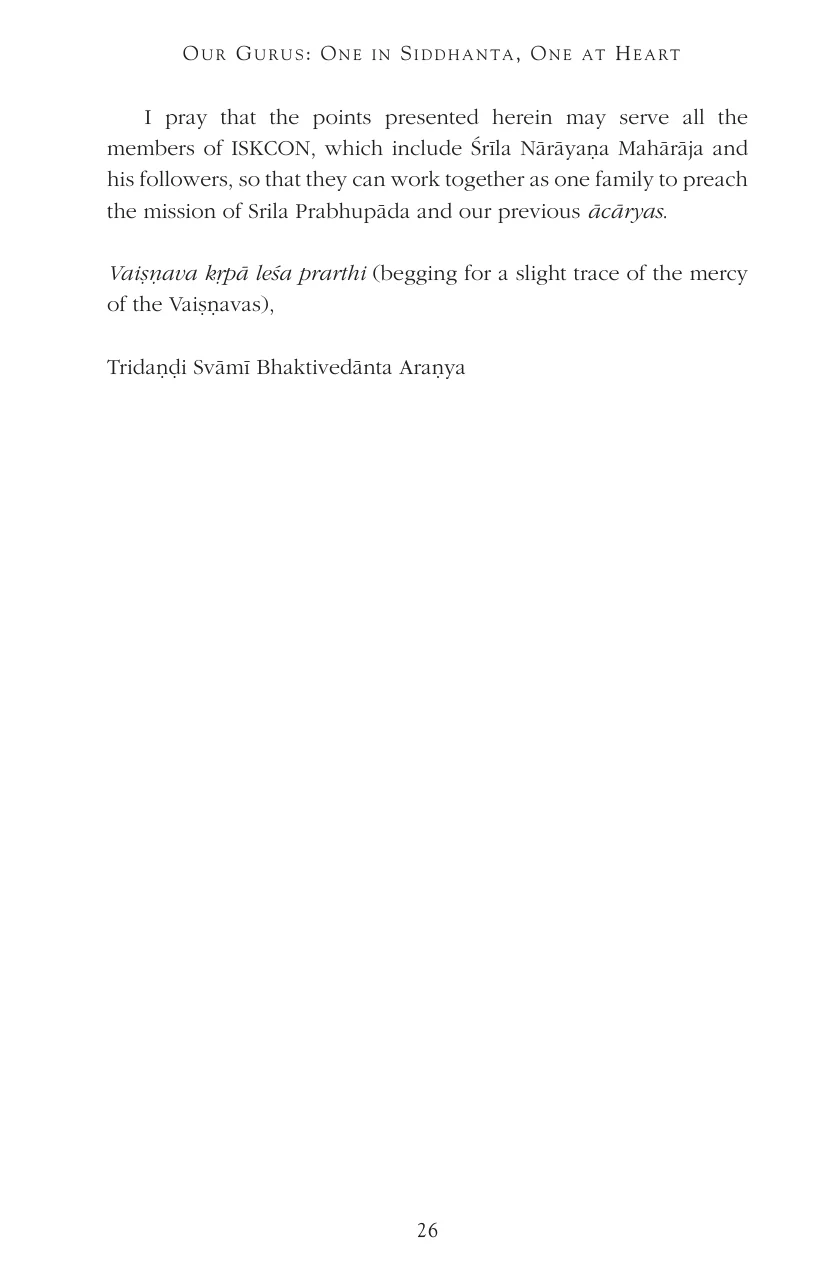 OUR GURUS: ONE IN SIDDHANTA, ONE AT HEART
I pray that the points presented herein may serve all the
members of ISKCON, which include Śrīla Nārāyaṇa Mahārāja and
his followers, so that they can work together as one family to preach
the mission of Srila Prabhupāda and our previous ācāryas.
Vaiṣṇava kṛpā leśa prarthi (begging for a slight trace of the mercy
of the Vaiṣṇavas),
Tridaṇḍi Svāmī Bhaktivedānta Araṇya
26